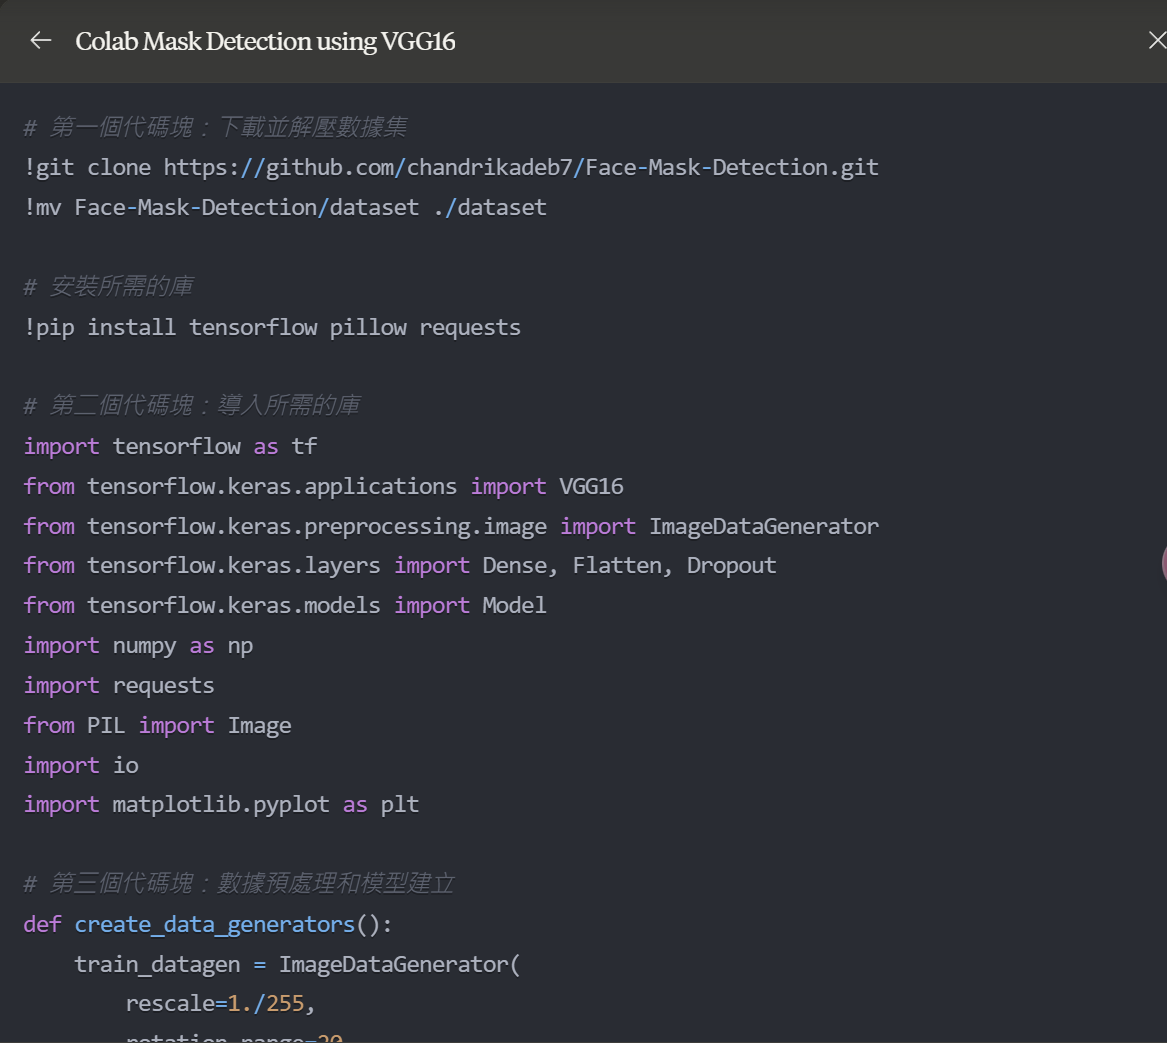 Colab Mask Detection using VGG16
# 第一個代碼塊：下載並解壓數據集
!git clone https://github.com/chandrikadeb7/Face-Mask-Detection.git
!mv Face-Mask-Detection/dataset ./dataset
# 安裝所需的庫
!pip install tensorflow pillow requests
# 第二個代碼塊：導入所需的庫
import tensorflow as tf
from tensorflow.keras.applications import VGG16
from tensorflow.keras.preprocessing.image import ImageDataGenerator
from tensorflow.keras.layers import Dense, Flatten, Dropout
from tensorflow.keras.models import Model
import numpy as np
import requests
from PIL import Image
import io
import matplotlib.pyplot as plt
# 第三個代碼塊：數據預處理和模型建立
def create_data_generators():
    train_datagen = ImageDataGenerator(
        rescale=1./255,
        rotation_range=20